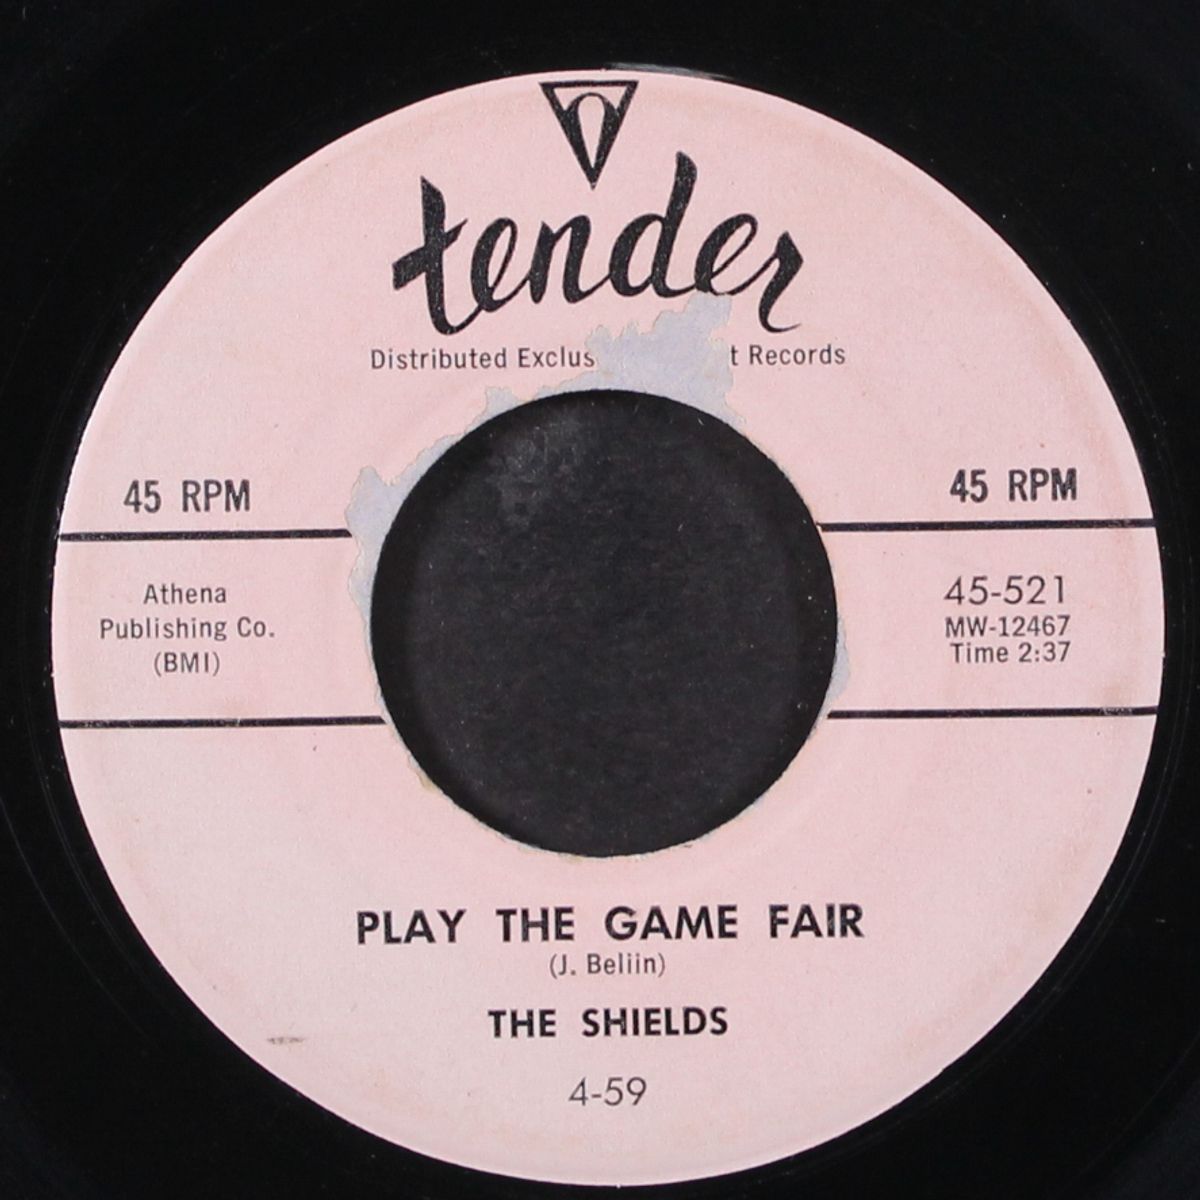 tender
Distributed Exclus t Records
45 RPM
45 RPM
Athena
Publishing Co.
(BMI)
45-521
MW-12467
Time 2:37
PLAY THE GAME FAIR
(J. Beliin)
THE SHIELDS
4-59